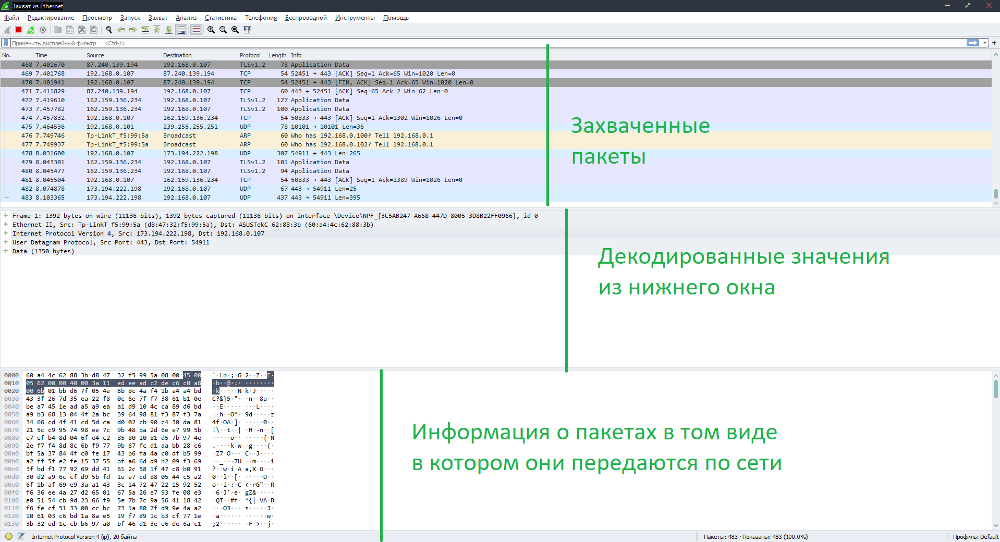 Захват из Ethernet
Файл Редактирование Просмотр Запуск Захват Анализ Статистика Телефония Беспроводной Инструменты Помощь
Применить дисплейный фильтр ... <Ctrl-/>
No. Time Source Destination Protocol Length Info
468 7.401670 87.240.139.194 192.168.0.107 TLSv1.2 78 Application Data
469 7.401768 192.168.0.107 87.240.139.194 TCP 54 52451 → 443 [ACK] Seq=1 Ack=65 Win=1020 Len=0
470 7.401941 192.168.0.107 87.240.139.194 TCP 54 52451 → 443 [FIN, ACK] Seq=1 Ack=65 Win=1020 Len=0
471 7.411829 87.240.139.194 192.168.0.107 TCP 60 443 → 52451 [ACK] Seq=65 Ack=2 Win=62 Len=0
472 7.419610 162.159.136.234 192.168.0.107 TLSv1.2 127 Application Data
473 7.457782 162.159.136.234 192.168.0.107 TLSv1.2 100 Application Data
474 7.457832 192.168.0.107 162.159.136.234 TCP 54 50833 → 443 [ACK] Seq=1 Ack=1302 Win=1026 Len=0
475 7.464536 192.168.0.101 239.255.255.251 UDP 78 10101 → 10101 Len=36
476 7.749746 Tp-LinkT_f5:99:5a Broadcast ARP 60 Who has 192.168.0.100? Tell 192.168.0.1
477 7.749937 Tp-LinkT_f5:99:5a Broadcast ARP 60 Who has 192.168.0.102? Tell 192.168.0.1
478 8.031600 192.168.0.107 173.194.222.198 UDP 307 54911 → 443 Len=265
479 8.043301 162.159.136.234 192.168.0.107 TLSv1.2 101 Application Data
480 8.045477 162.159.136.234 192.168.0.107 TLSv1.2 94 Application Data
481 8.045504 192.168.0.107 162.159.136.234 TCP 54 50833 → 443 [ACK] Seq=1 Ack=1389 Win=1026 Len=0
482 8.074878 173.194.222.198 192.168.0.107 UDP 67 443 → 54911 Len=25
483 8.103365 173.194.222.198 192.168.0.107 UDP 437 443 → 54911 Len=395
Захваченные
пакеты
Frame 1: 1392 bytes on wire (11136 bits), 1392 bytes captured (11136 bits) on interface \Device\NPF_{3C5AB247-A668-447D-8005-3D8B22FF0966}, id 0
Ethernet II, Src: Tp-LinkT_f5:99:5a (d8:47:32:f5:99:5a), Dst: ASUSTekC_62:88:3b (60:a4:4c:62:88:3b)
Internet Protocol Version 4, Src: 173.194.222.198, Dst: 192.168.0.107
User Datagram Protocol, Src Port: 443, Dst Port: 54911
Data (1350 bytes)
Декодированные значения
из нижнего окна
0000 60 a4 4c 62 88 3b d8 47 32 f5 99 5a 08 00 45 00 `·Lb·;·G 2··Z··E·
0010 05 62 00 00 40 00 3a 11 ed ee ad c2 de c6 c0 a8 ·b··@·:· ········
0020 00 6b 01 bb d6 7f 05 4e 6b 8c 4a f4 1b a4 a4 bd ·k·····N k·J·····
0030 43 3f 26 7d 35 ea 22 f8 0c 6e 7f f7 38 61 b1 0e C?&}5·"· ·n··8a··
0040 be a7 45 1e ad a5 a9 ea a1 d9 10 4c ca 89 d6 bd ··E····· ···L····
0050 a9 b3 68 13 04 4f 2a bc 39 64 98 81 f3 87 f3 7a ··h··O*· 9d·····z
0060 34 66 cd 4f 41 cd 5d ca d0 02 cb 90 c4 30 da 81 4f·OA·]· ·····0··
0070 21 5c c9 95 74 98 ee 7c 9b 48 ba 2d 6e e7 99 5b !\··t··| ·H·-n··[
0080 e7 ef b4 8d 04 6f e4 c2 85 80 10 81 d5 7b 97 4e ·····o·· ·····{·N
0090 2e f7 f4 8d 8c 6b f9 77 9b 67 fc d1 aa bb 28 c6 .····k·w ·g····(·
00a0 bf 5a 37 84 4f c0 fe 17 43 b6 fa 4a c0 df b5 99 ·Z7·O··· C··J····
00b0 a2 ff 5f e2 fe 15 37 55 bf a6 6d d9 b2 09 f3 69 ··_···7U ··m····i
00c0 3f bd f1 77 92 69 dd 41 61 2c 58 1f 47 c8 b0 91 ?··w·i·A a,X·G···
00d0 30 d2 a9 6c cf d9 5b fd 1e e7 cd 88 05 44 c5 a2 0··l··[· ·····D··
00e0 6f 1b af 69 e9 3a a1 43 3c 14 72 47 22 15 92 52 o··i·:·C <·rG"··R
00f0 f6 36 ee 4a 27 d2 65 01 67 5a 26 e7 93 fe 08 e3 ·6·J'·e· gZ&·····
0100 e0 51 54 cb 9d 23 66 f9 5e 7b 7c 9a 56 41 18 42 ·QT··#f· ^{|·VA·B
0110 f6 fe cf 51 33 00 cc bc 73 1a 80 7f d9 9e 4a a2 ···Q3··· s·····J·
0120 10 61 03 c6 bd 1a 8a e5 19 f7 89 1c b3 cf 77 1e ·a······ ······w·
0130 3b 32 ed 1c cb b6 97 a0 bf 46 d1 3e e6 de 6a c1 ;2······ ·F·>··j·
Информация о пакетах в том виде
в котором они передаются по сети
Internet Protocol Version 4 (ip), 20 байты
Пакеты: 483 · Показаны: 483 (100.0%)
Профиль: Default